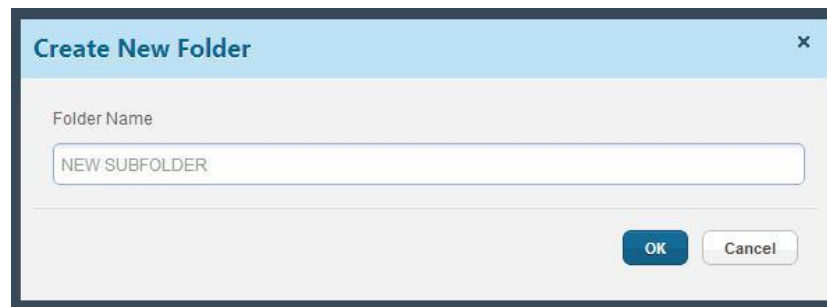 Create New Folder ×
Folder Name
NEW SUBFOLDER
OK Cancel